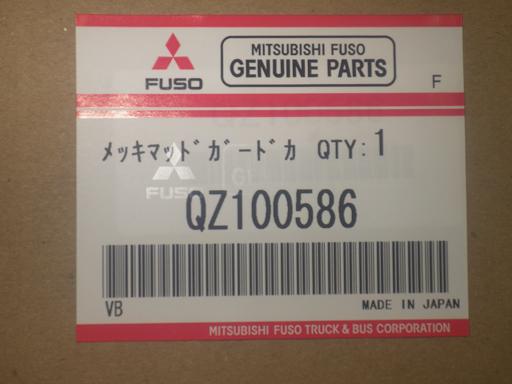 FUSO
MITSUBISHI FUSO
GENUINE PARTS
F
メッキマッドガードカ QTY:1
QZ100586
VB
MADE IN JAPAN
MITSUBISHI FUSO TRUCK & BUS CORPORATION